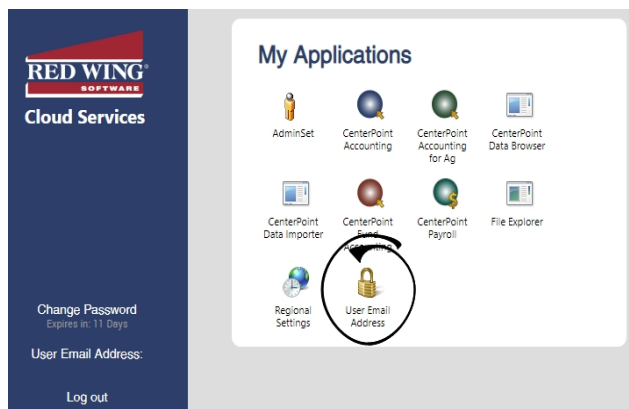 RED WING®
SOFTWARE
Cloud Services
Change Password
Expires in: 11 Days
User Email Address:
Log out
My Applications
AdminSet
CenterPoint
Accounting
CenterPoint
Accounting
for Ag
CenterPoint
Data Browser
CenterPoint
Data Importer
CenterPoint
Fund
Accounting
CenterPoint
Payroll
File Explorer
Regional
Settings
User Email
Address